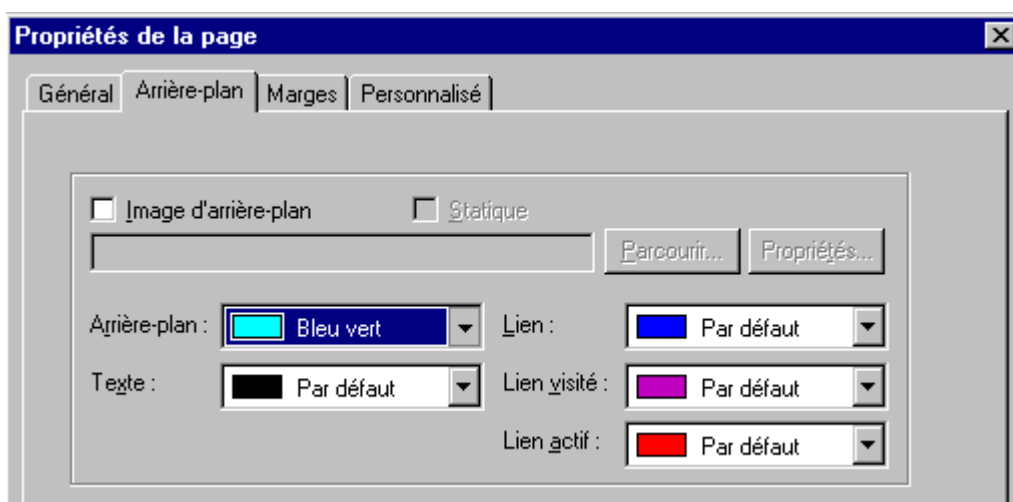 Propriétés de la page
Général Arrière-plan Marges Personnalisé
Image d'arrière-plan Statique
Parcourir... Propriétés...
Arrière-plan : Bleu vert Lien : Par défaut
Texte : Par défaut Lien visité : Par défaut
Lien actif : Par défaut